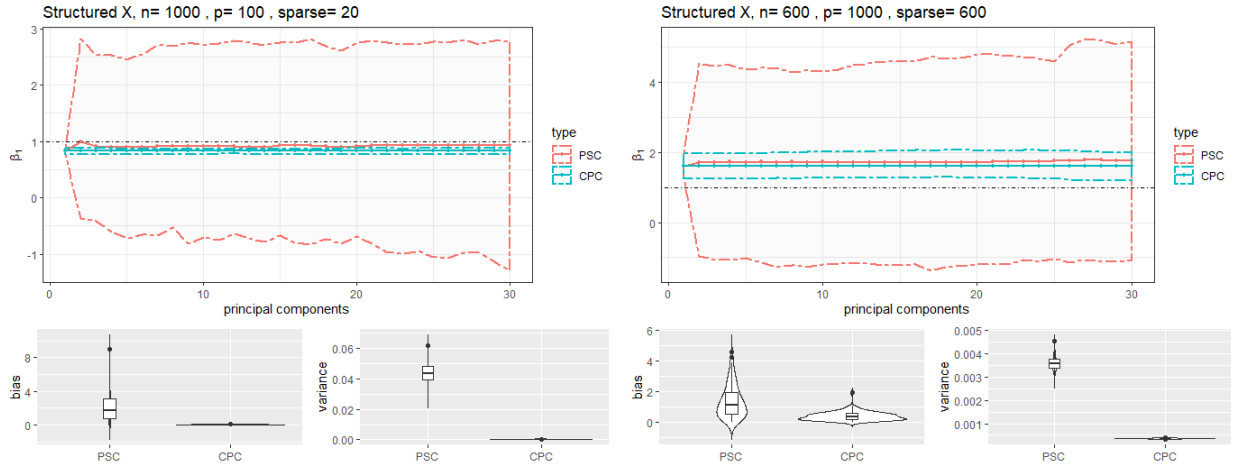 Structured X, n= 1000 , p= 100 , sparse= 20
3
2
1
0
-1
β1
0
10
20
30
principal components
type
PSC
CPC
8
4
0
bias
PSC
CPC
0.06
0.04
0.02
0.00
variance
PSC
CPC
Structured X, n= 600 , p= 1000 , sparse= 600
4
2
0
β1
0
10
20
30
principal components
type
PSC
CPC
6
4
2
0
bias
PSC
CPC
0.005
0.004
0.003
0.002
0.001
variance
PSC
CPC